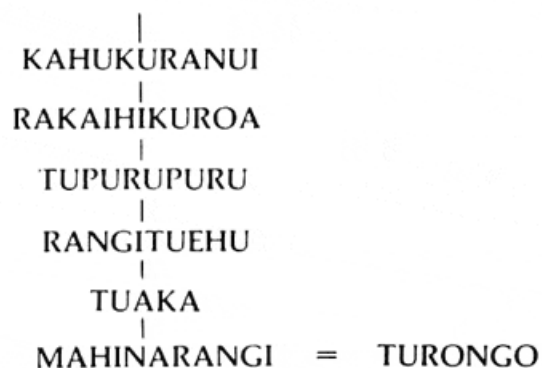 KAHUKURANUI
RAKAIHIKUROA
TUPURUPURU
RANGITUEHU
TUAKA
MAHINARANGI = TURONGO